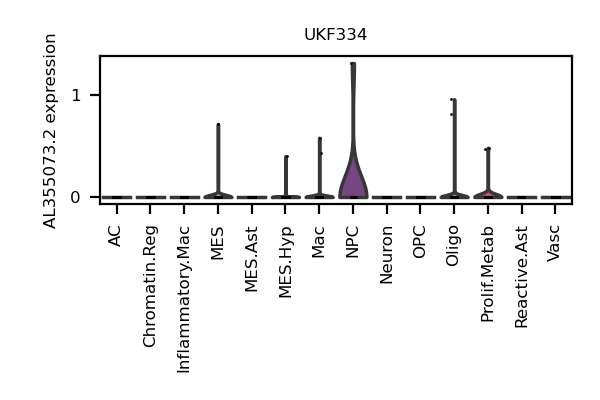 UKF334
AL355073.2 expression
1
0
AC
Chromatin.Reg
Inflammatory.Mac
MES
MES.Ast
MES.Hyp
Mac
NPC
Neuron
OPC
Oligo
Prolif.Metab
Reactive.Ast
Vasc